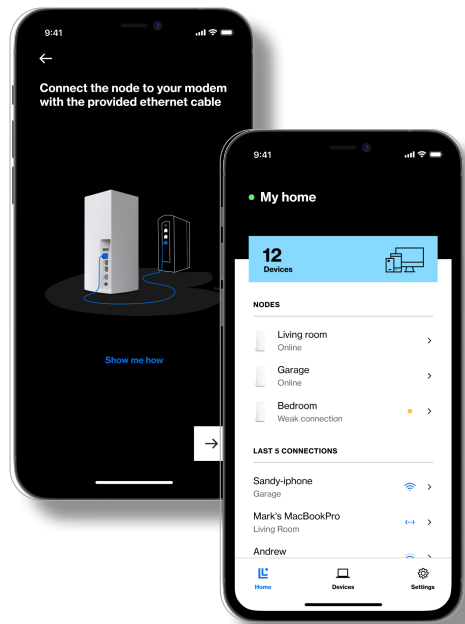 9:41
Connect the node to your modem
with the provided ethernet cable
Show me how
9:41
My home
12
Devices
NODES
Living room
Online
Garage
Online
Bedroom
Weak connection
LAST 5 CONNECTIONS
Sandy-iphone
Garage
Mark's MacBookPro
Living Room
Andrew
Home
Devices
Settings